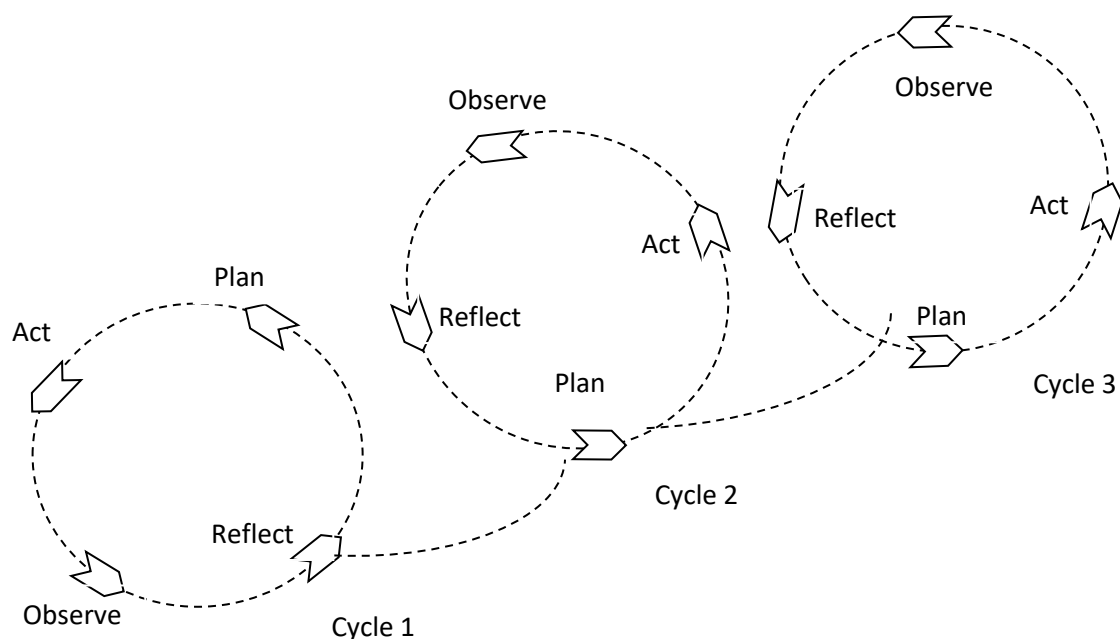 Plan
Act
Reflect
Observe
Cycle 1
Observe
Act
Reflect
Plan
Cycle 2
Observe
Act
Reflect
Plan
Cycle 3